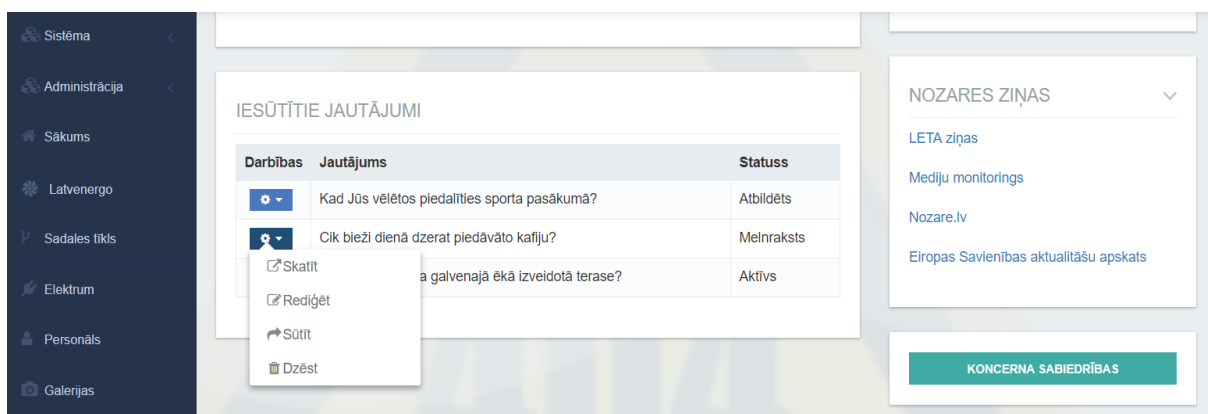 Sistēma
Administrācija
Sākums
Latvenergo
Sadales tīkls
Elektrum
Personāls
Galerijas
IESŪTĪTIE JAUTĀJUMI
Darbības Jautājums Statuss
Kad Jūs vēlētos piedalīties sporta pasākumā? Atbildēts
Cik bieži dienā dzerat piedāvāto kafiju? Melnraksts
a galvenajā ēkā izveidotā terase? Aktīvs
Skatīt
Rediģēt
Sūtīt
Dzēst
NOZARES ZIŅAS
LETA ziņas
Mediju monitorings
Nozare.lv
Eiropas Savienības aktualitāšu apskats
KONCERNA SABIEDRĪBAS